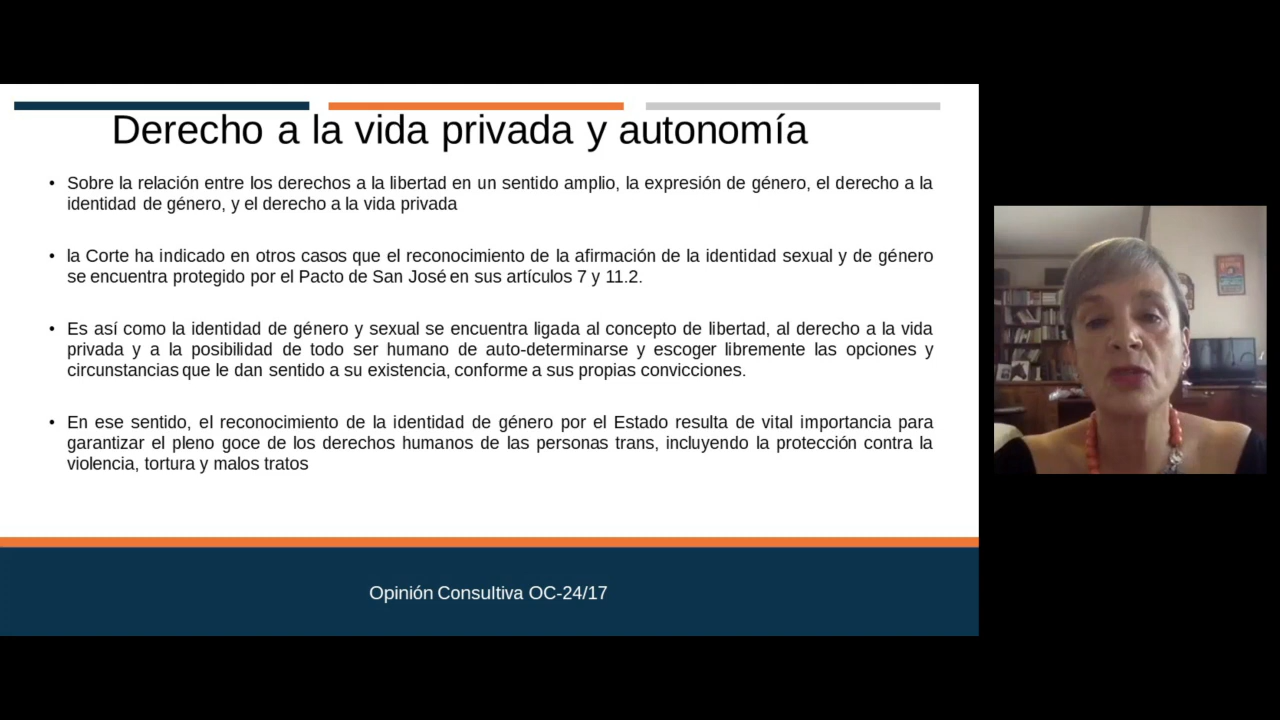 Derecho a la vida privada y autonomía
• Sobre la relación entre los derechos a la libertad en un sentido amplio, la expresión de género, el derecho a la
identidad de género, y el derecho a la vida privada
• la Corte ha indicado en otros casos que el reconocimiento de la afirmación de la identidad sexual y de género
se encuentra protegido por el Pacto de San José en sus artículos 7 y 11.2.
• Es así como la identidad de género y sexual se encuentra ligada al concepto de libertad, al derecho a la vida
privada y a la posibilidad de todo ser humano de auto-determinarse y escoger libremente las opciones y
circunstancias que le dan sentido a su existencia, conforme a sus propias convicciones.
• En ese sentido, el reconocimiento de la identidad de género por el Estado resulta de vital importancia para
garantizar el pleno goce de los derechos humanos de las personas trans, incluyendo la protección contra la
violencia, tortura y malos tratos
Opinión Consultiva OC-24/17